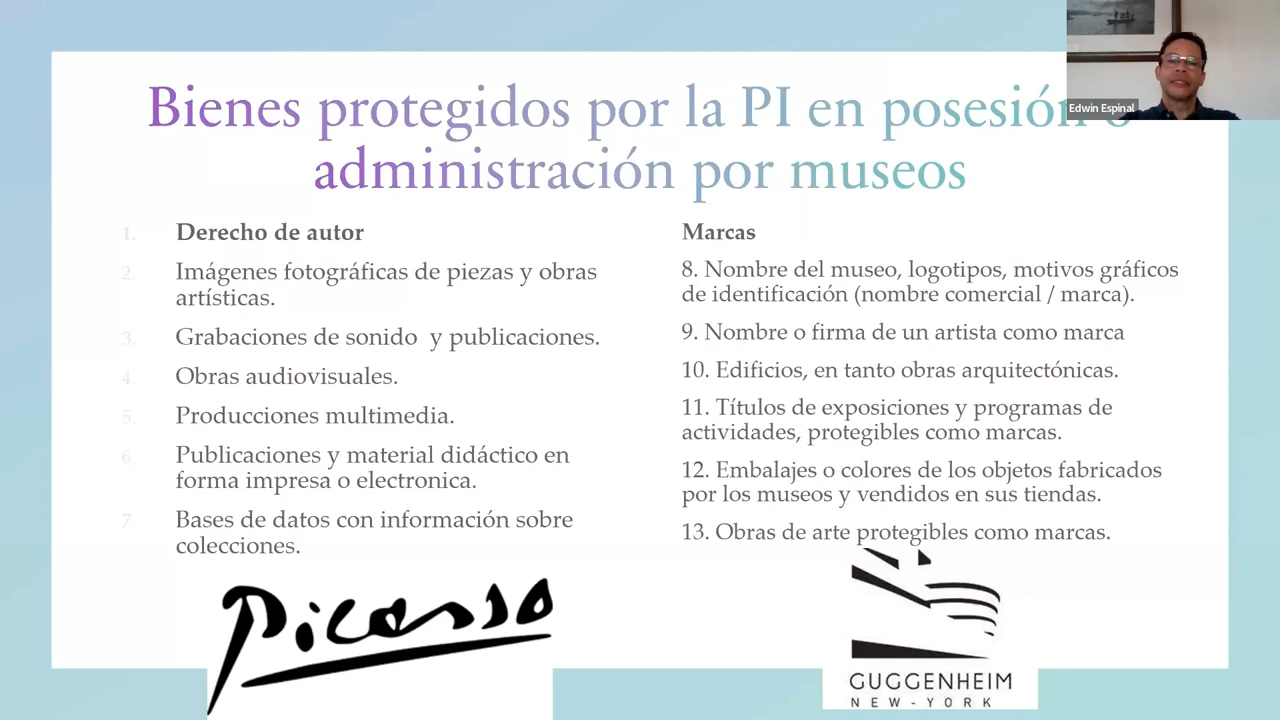 Edwin Espinal
Bienes protegidos por la PI en posesión o
administración por museos
1. Derecho de autor
2. Imágenes fotográficas de piezas y obras
artísticas.
3. Grabaciones de sonido y publicaciones.
4. Obras audiovisuales.
5. Producciones multimedia.
6. Publicaciones y material didáctico en
forma impresa o electronica.
7 Bases de datos con información sobre
colecciones.
Marcas
8. Nombre del museo, logotipos, motivos gráficos
de identificación (nombre comercial / marca).
9. Nombre o firma de un artista como marca
10. Edificios, en tanto obras arquitectónicas.
11. Títulos de exposiciones y programas de
actividades, protegibles como marcas.
12. Embalajes o colores de los objetos fabricados
por los museos y vendidos en sus tiendas.
13. Obras de arte protegibles como marcas.
Picasso
GUGGENHEIM
NEW-YORK